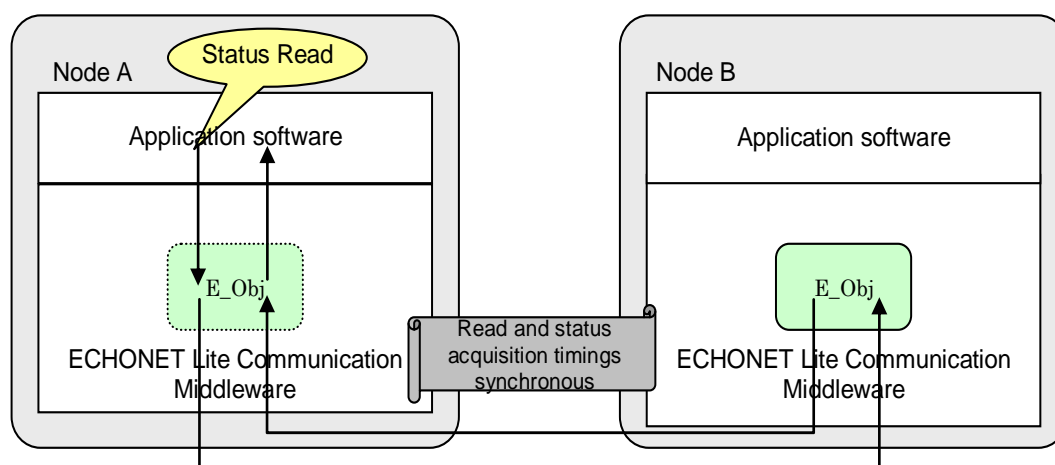 Status Read
Node A
Node B
Application software
Application software
E_Obj
E_Obj
Read and status
acquisition timings
synchronous
ECHONET Lite Communication
Middleware
ECHONET Lite Communication
Middleware